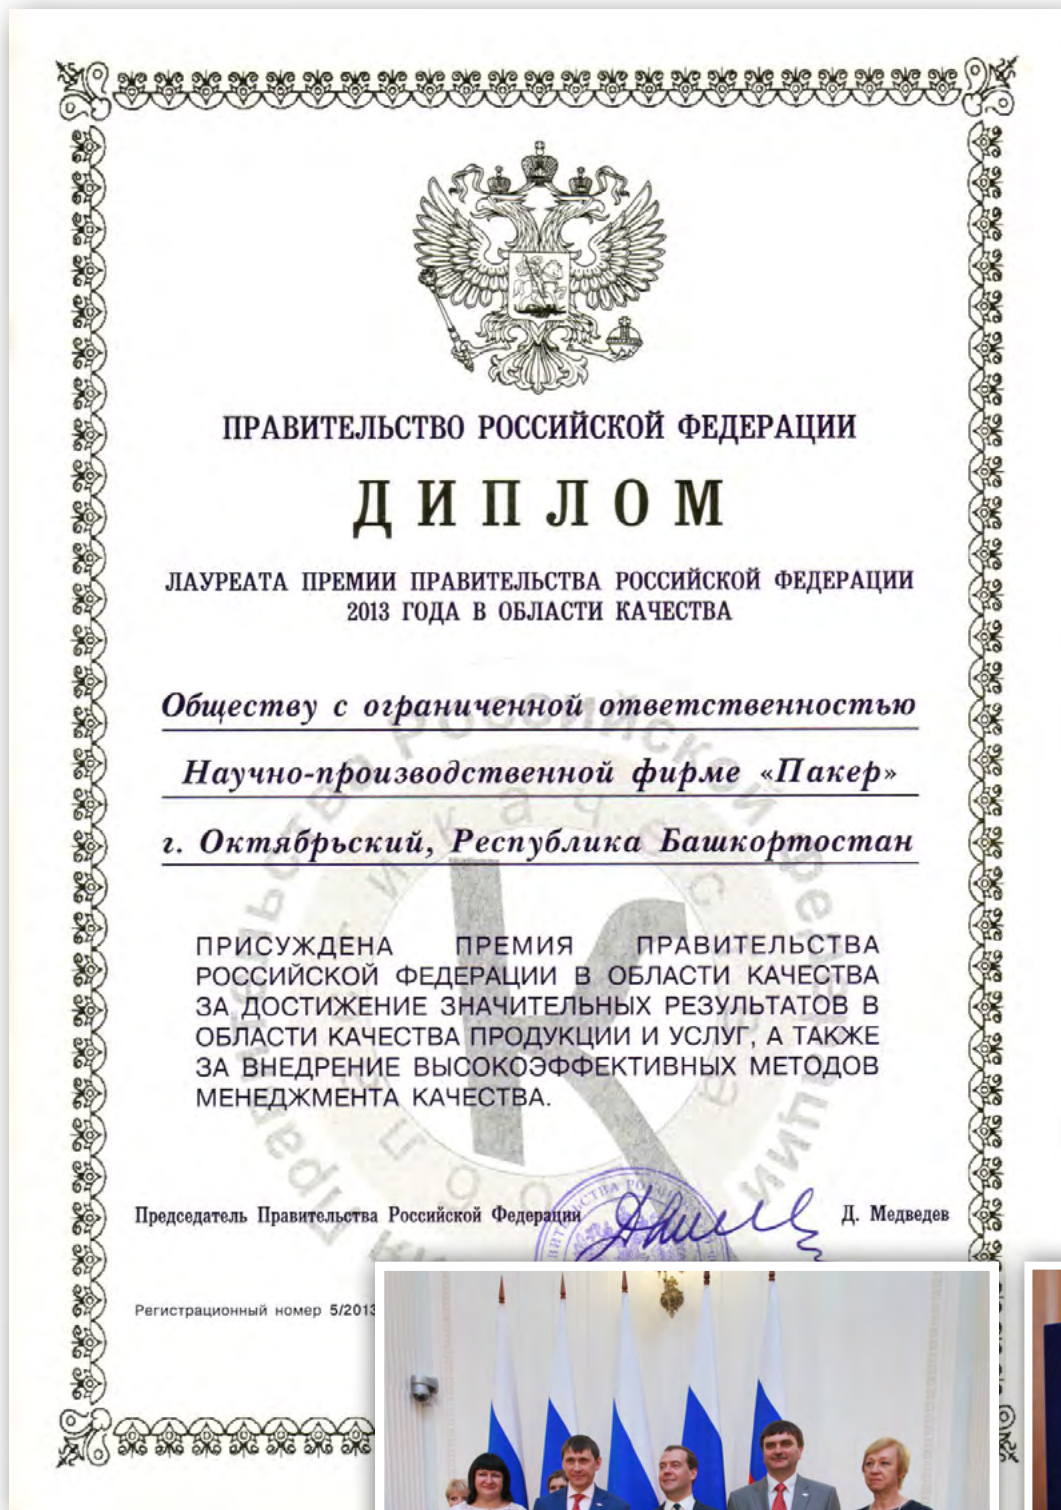 ПРАВИТЕЛЬСТВО РОССИЙСКОЙ ФЕДЕРАЦИИ
ДИПЛОМ
ЛАУРЕАТА ПРЕМИИ ПРАВИТЕЛЬСТВА РОССИЙСКОЙ ФЕДЕРАЦИИ
2013 ГОДА В ОБЛАСТИ КАЧЕСТВА
Обществу с ограниченной ответственностью
Научно-производственной фирме «Пакер»
г. Октябрьский, Республика Башкортостан
ПРИСУЖДЕНА ПРЕМИЯ ПРАВИТЕЛЬСТВА
РОССИЙСКОЙ ФЕДЕРАЦИИ В ОБЛАСТИ КАЧЕСТВА
ЗА ДОСТИЖЕНИЕ ЗНАЧИТЕЛЬНЫХ РЕЗУЛЬТАТОВ В
ОБЛАСТИ КАЧЕСТВА ПРОДУКЦИИ И УСЛУГ, А ТАКЖЕ
ЗА ВНЕДРЕНИЕ ВЫСОКОЭФФЕКТИВНЫХ МЕТОДОВ
МЕНЕДЖМЕНТА КАЧЕСТВА.
Председатель Правительства Российской Федерации Д. Медведев
Регистрационный номер 5/2013